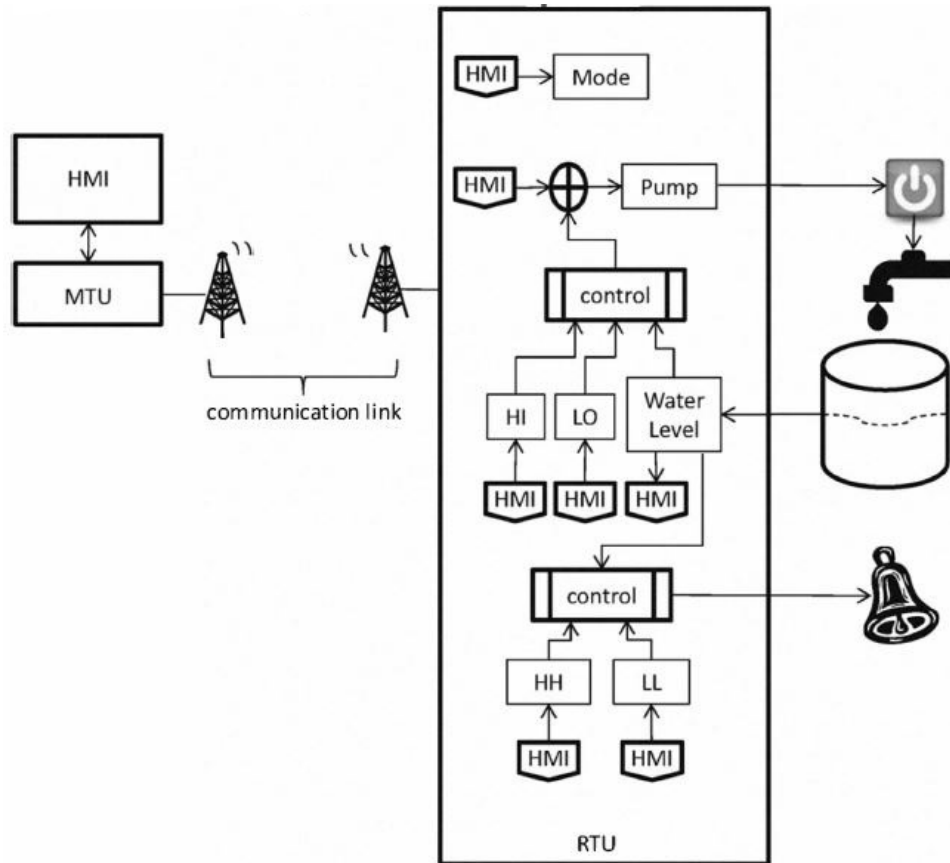 HMI
MTU
communication link
HMI
Mode
HMI
Pump
control
HI
LO
Water
Level
HMI
HMI
HMI
control
HH
LL
HMI
HMI
RTU